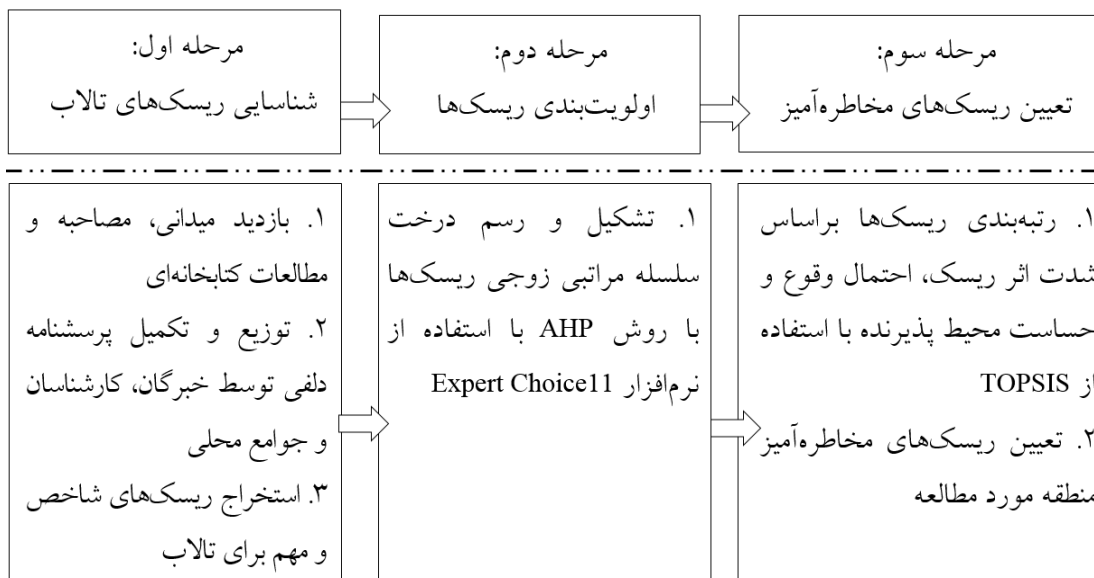 مرحله اول:
شناسایی ریسک‌های تالاب
مرحله دوم:
اولویت‌بندی ریسک‌ها
مرحله سوم:
تعیین ریسک‌های مخاطره‌آمیز
۱. بازدید میدانی، مصاحبه و
مطالعات کتابخانه‌ای
۲. توزیع و تکمیل پرسشنامه
دلفی توسط خبرگان، کارشناسان
و جوامع محلی
۳. استخراج ریسک‌های شاخص
و مهم برای تالاب
۱. تشکیل و رسم درخت
سلسله مراتبی زوجی ریسک‌ها
با روش AHP با استفاده از
نرم‌افزار Expert Choice11
۱. رتبه‌بندی ریسک‌ها براساس
شدت اثر ریسک، احتمال وقوع و
حساست محیط پذیرنده با استفاده
از TOPSIS
۲. تعیین ریسک‌های مخاطره‌آمیز
منطقه مورد مطالعه